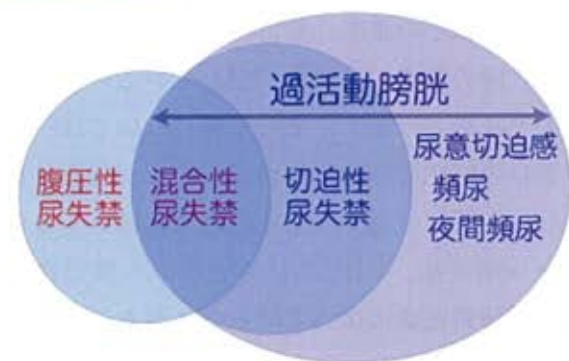 過活動膀胱
腹圧性
尿失禁
混合性
尿失禁
切迫性
尿失禁
尿意切迫感
頻尿
夜間頻尿